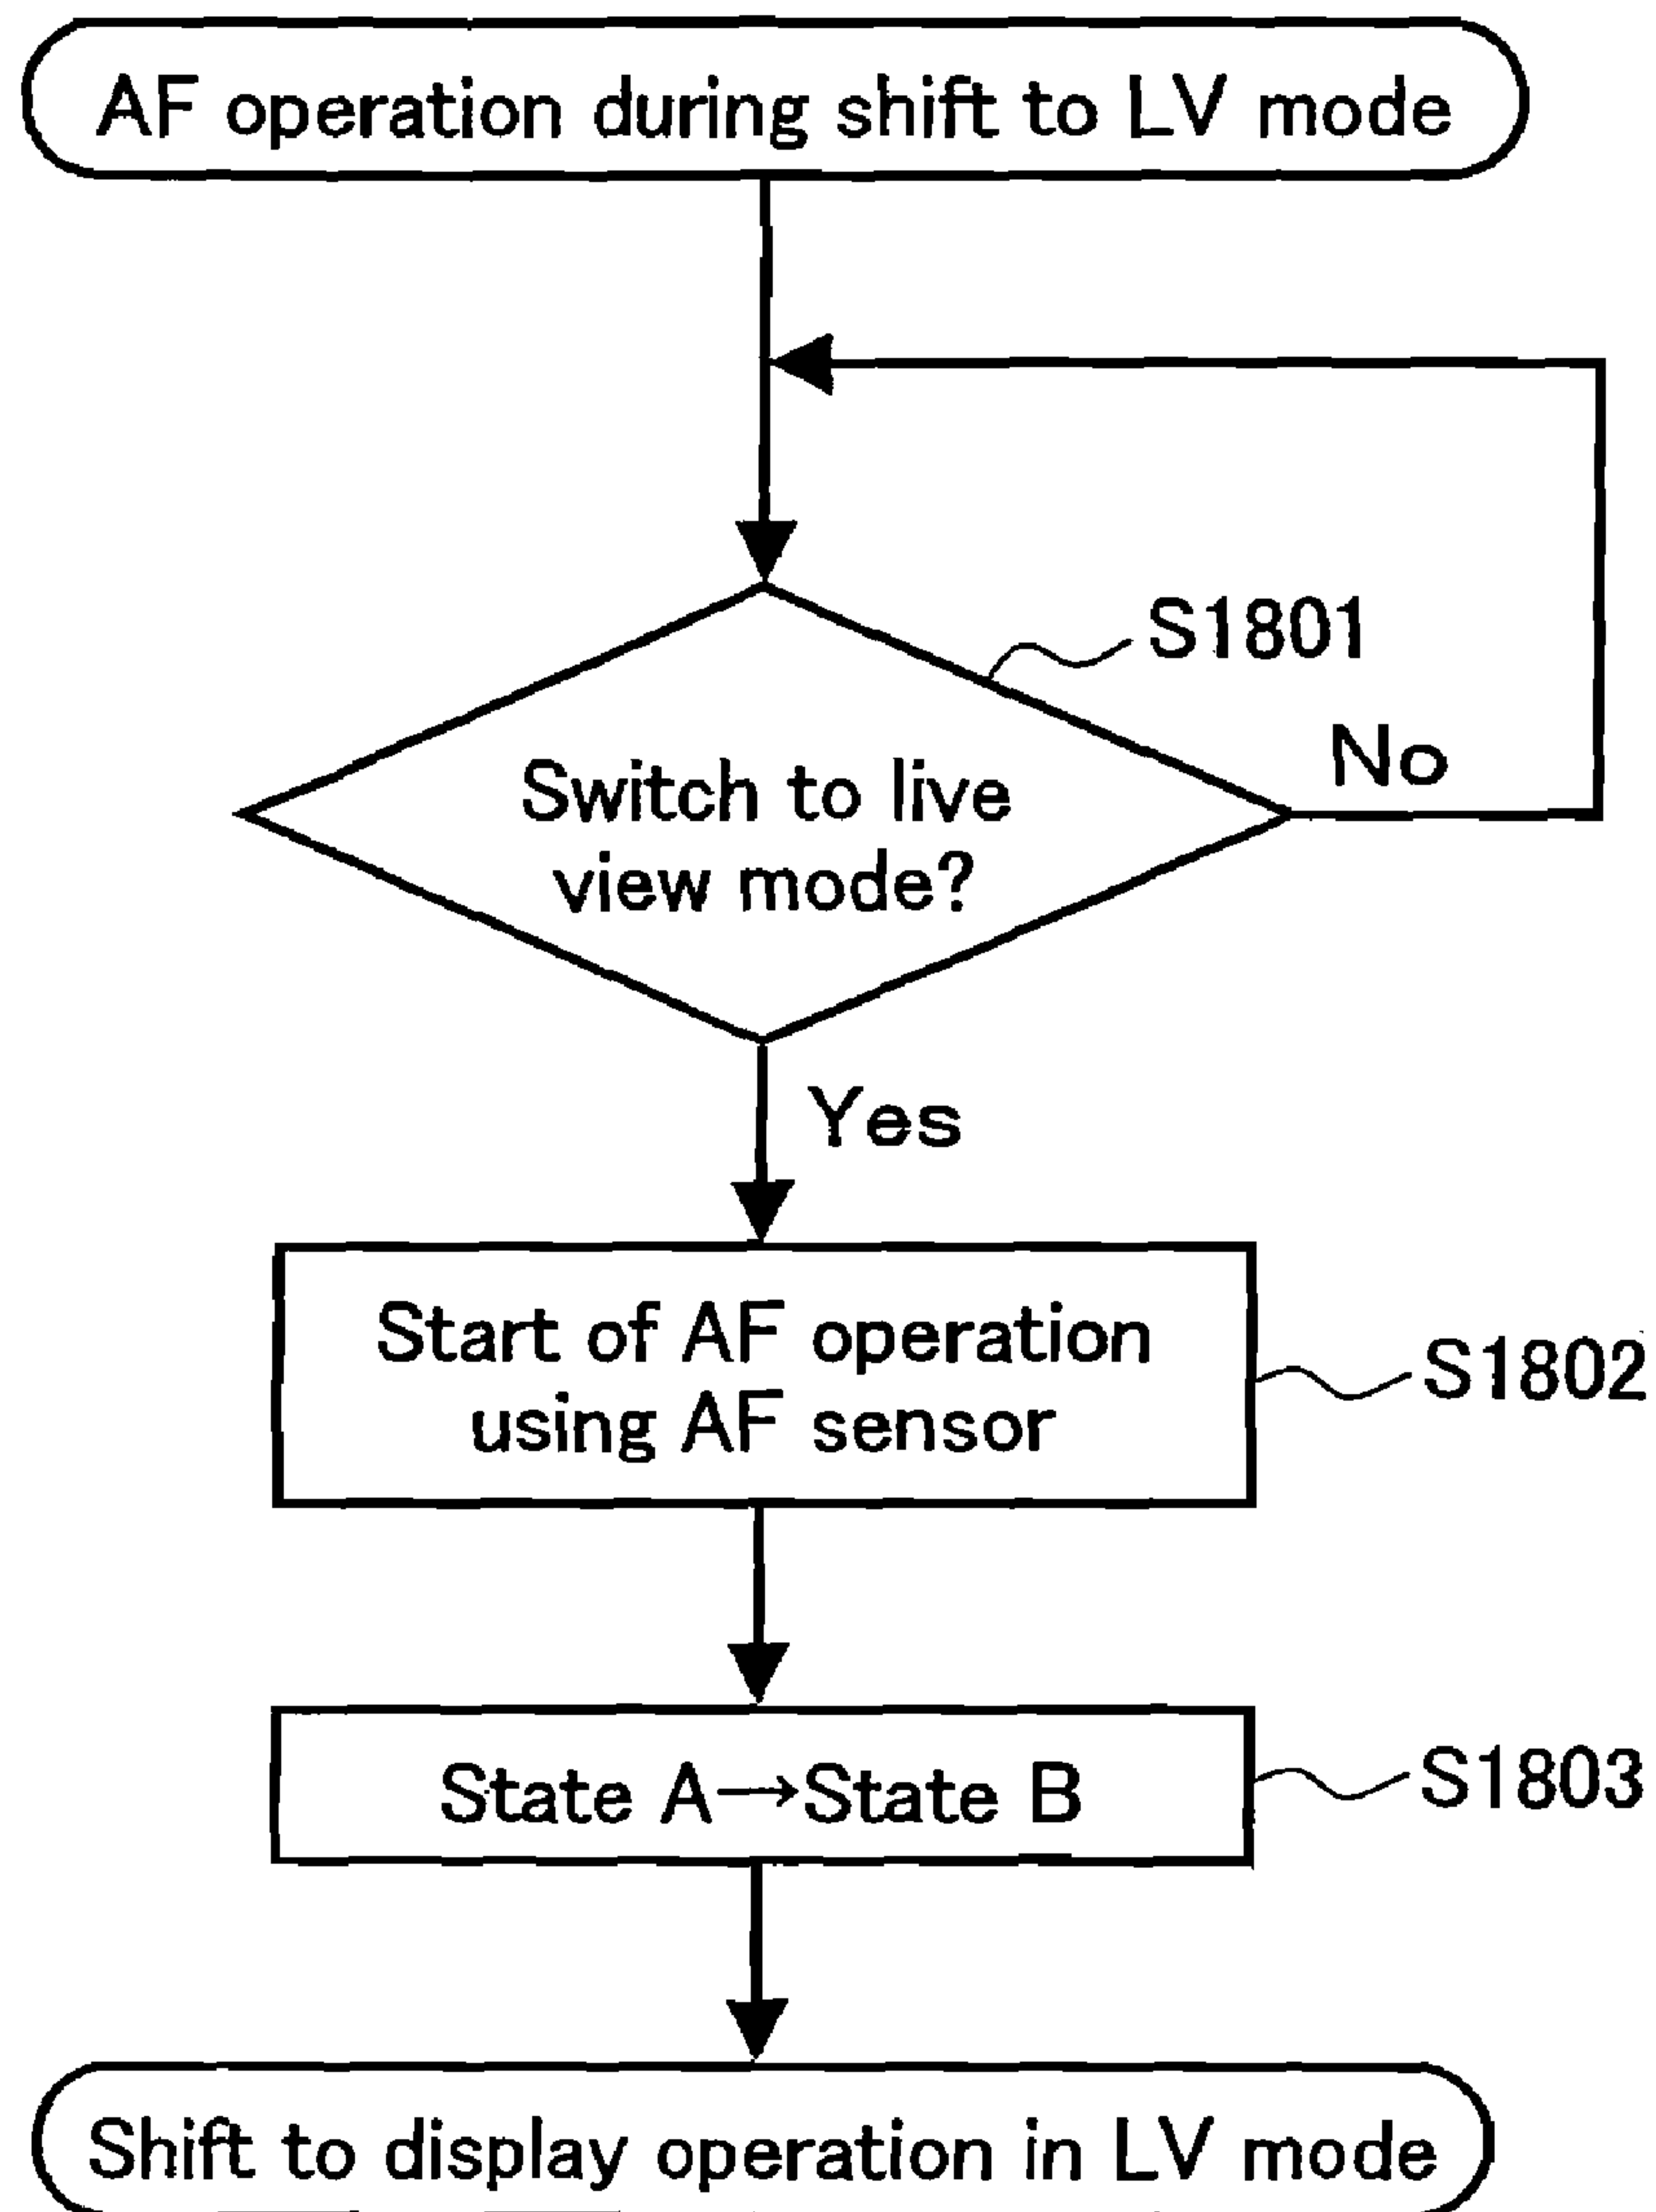 AF operation during shift to LV mode
S1801
No
Switch to live
view mode?
Yes
Start of AF operation
using AF sensor
S1802
State A→State B
S1803
Shift to display operation in LV mode